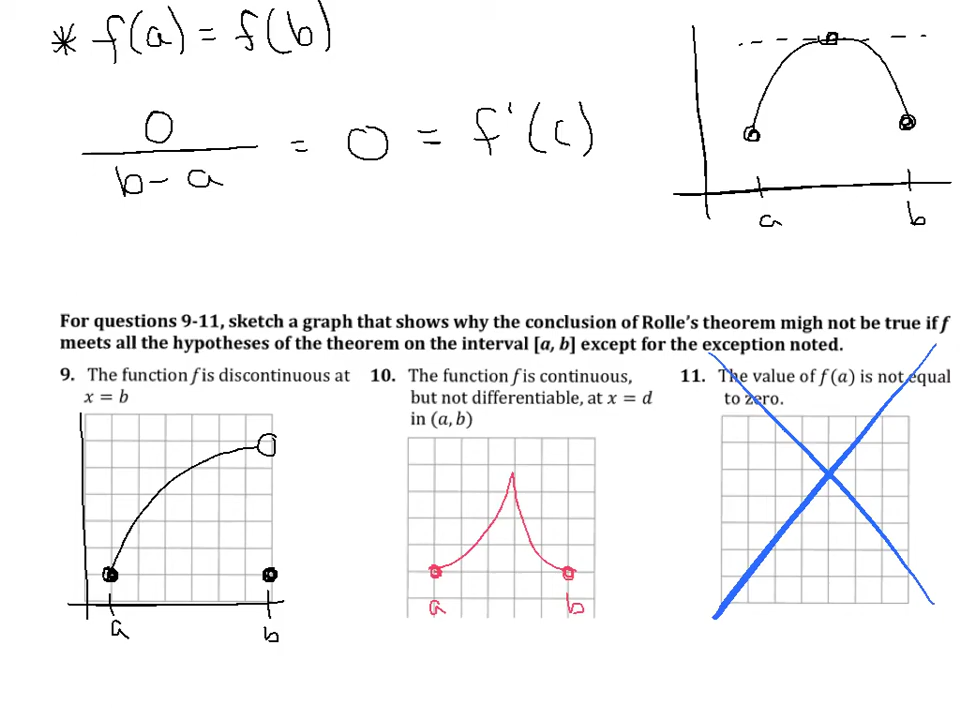 * f(a) = f(b)
0
b - a
= 0 = f'(c)
a
b
For questions 9-11, sketch a graph that shows why the conclusion of Rolle's theorem migh not be true if f
meets all the hypotheses of the theorem on the interval [a, b] except for the exception noted.
9. The function f is discontinuous at
x = b
10. The function f is continuous,
but not differentiable, at x = d
in (a, b)
11. The value of f(a) is not equal
to zero.
a
b
a
b